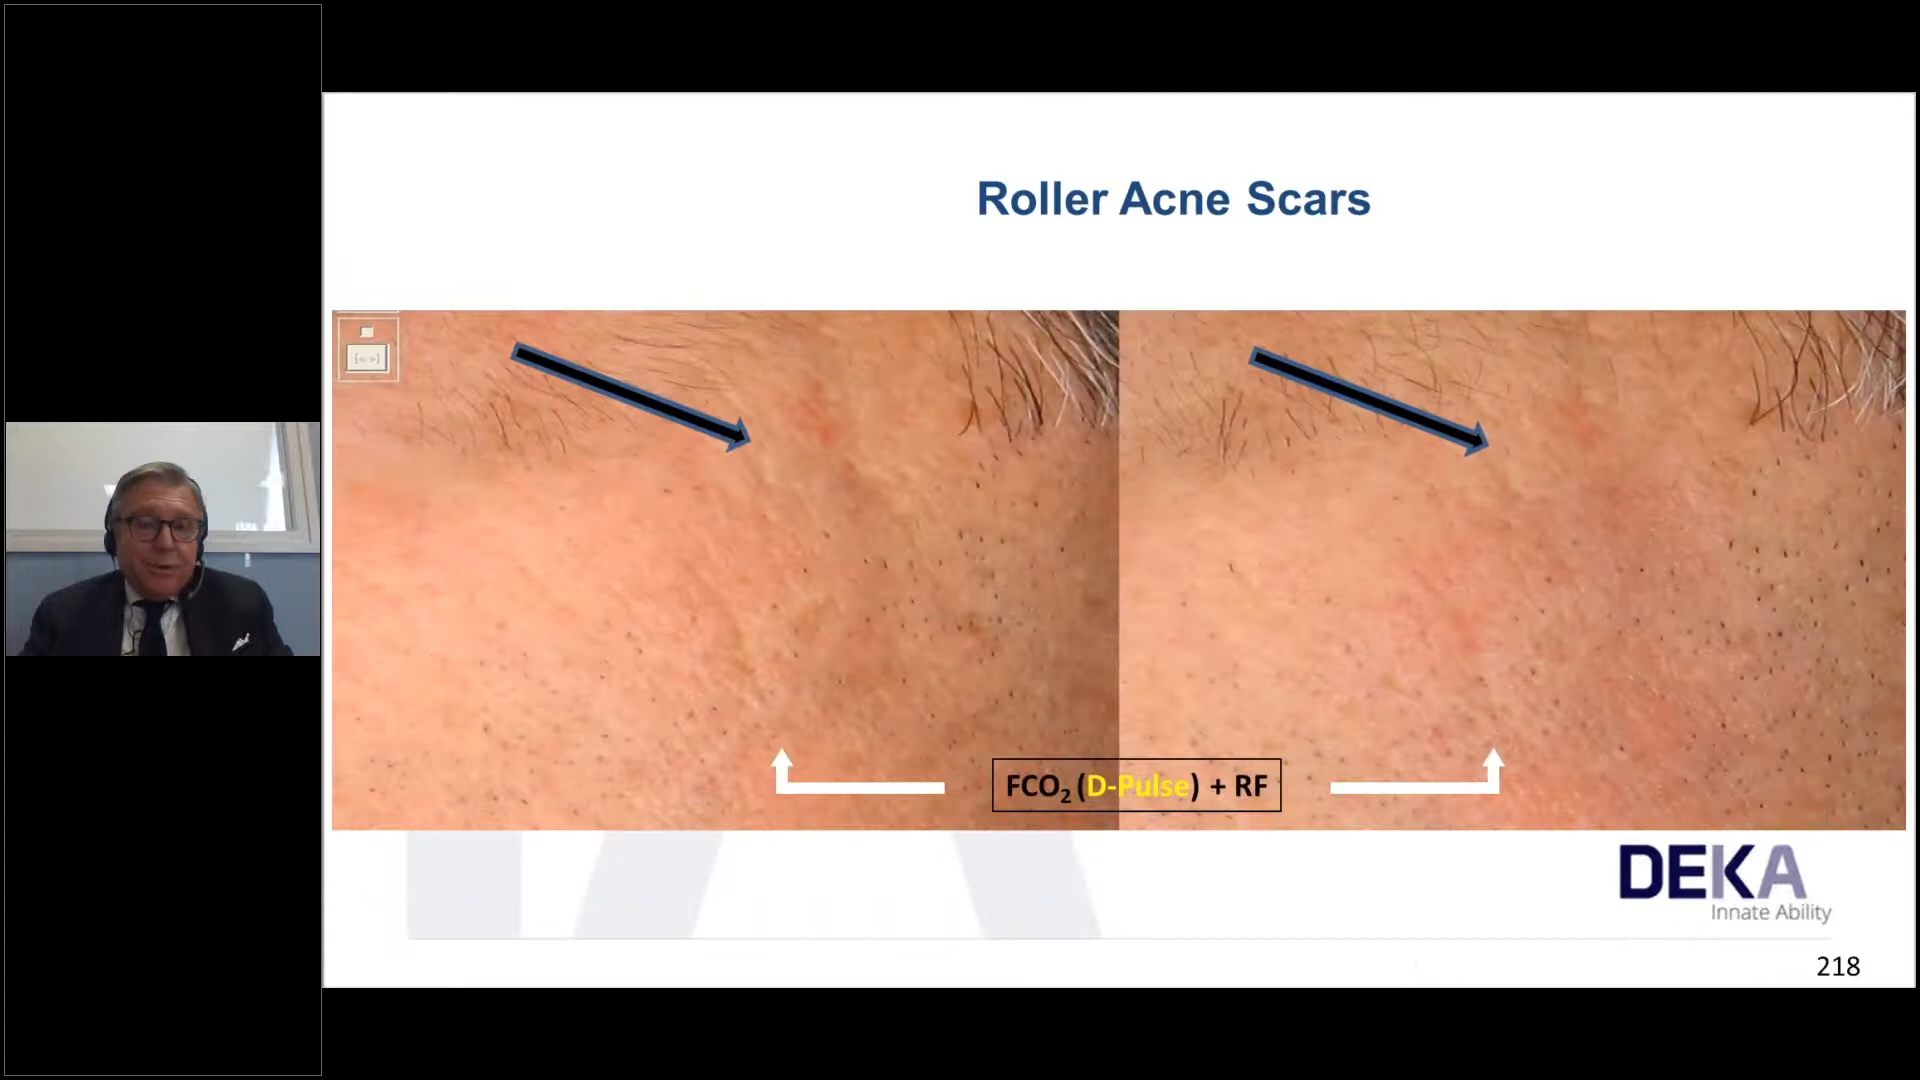 Roller Acne Scars
FCO₂ (D-Pulse) + RF
DEKA
Innate Ability
218